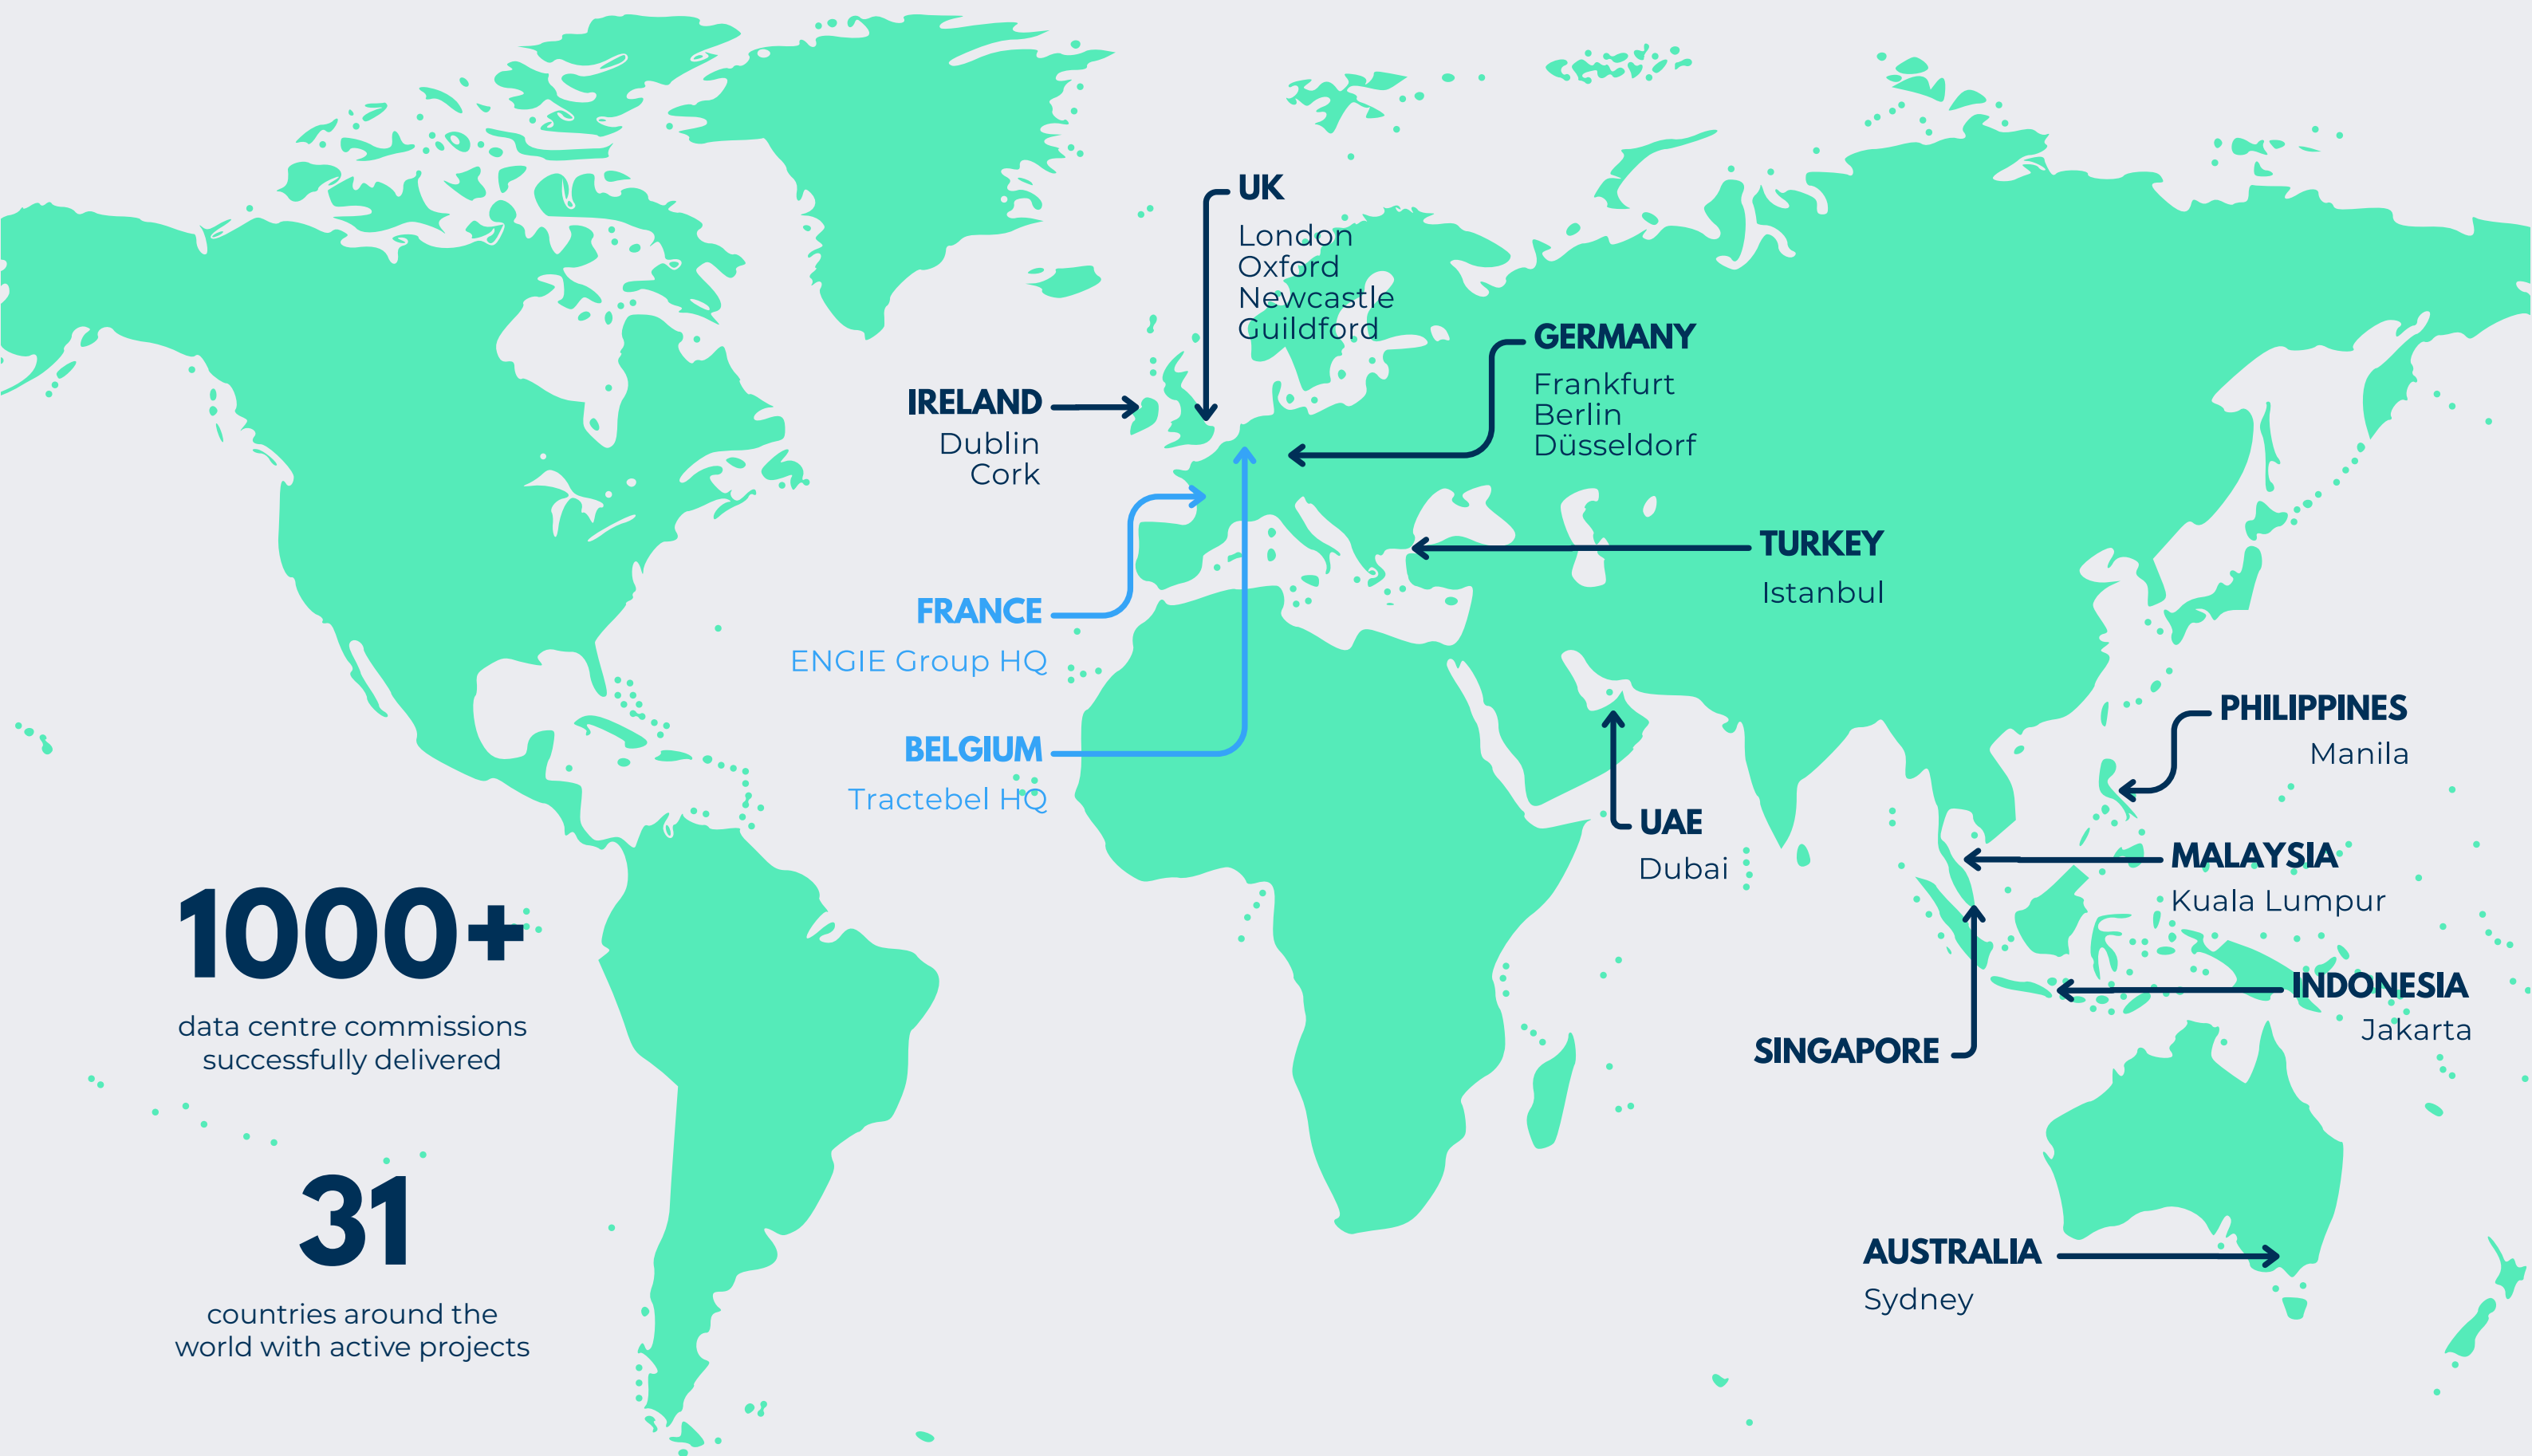 UK
London
Oxford
Newcastle
Guildford
GERMANY
Frankfurt
Berlin
Düsseldorf
IRELAND
Dublin
Cork
TURKEY
Istanbul
FRANCE
ENGIE Group HQ
BELGIUM
Tractebel HQ
PHILIPPINES
Manila
UAE
Dubai
MALAYSIA
Kuala Lumpur
INDONESIA
Jakarta
SINGAPORE
AUSTRALIA
Sydney
1000+
data centre commissions
successfully delivered
31
countries around the
world with active projects